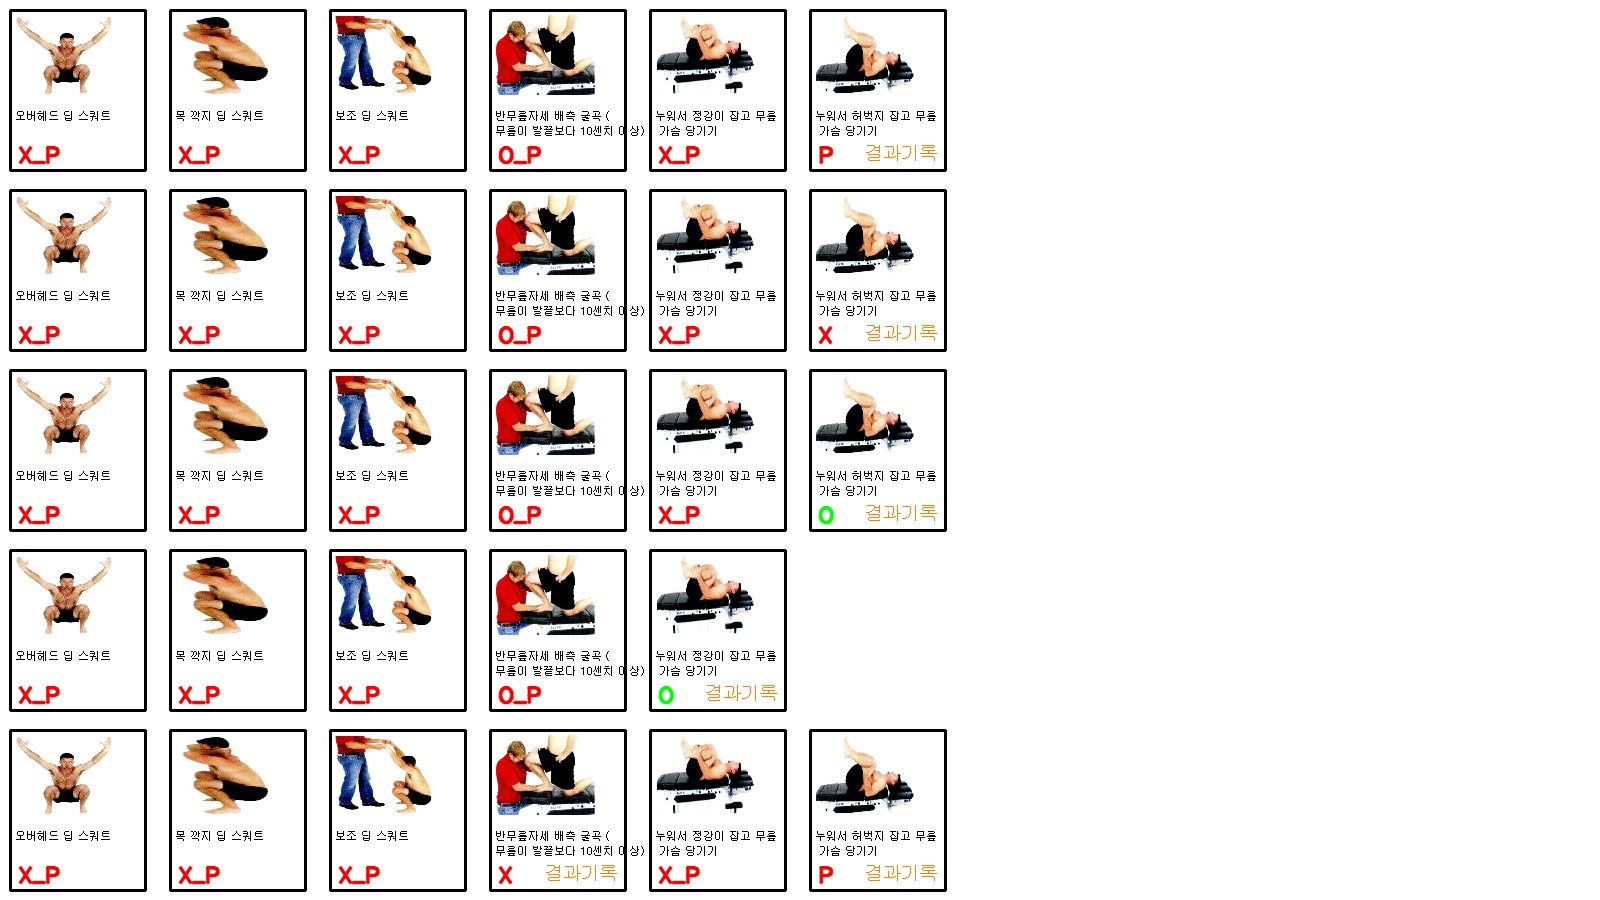 오버헤드 딥 스쿼트
X_P
목 깍지 딥 스쿼트
X_P
보조 딥 스쿼트
X_P
반무릎자세 배측 굴곡 (
무릎이 발끝보다 10센치 이상)
O_P
누워서 정강이 잡고 무릎
가슴 당기기
X_P
누워서 허벅지 잡고 무릎
가슴 당기기
P 결과기록
오버헤드 딥 스쿼트
X_P
목 깍지 딥 스쿼트
X_P
보조 딥 스쿼트
X_P
반무릎자세 배측 굴곡 (
무릎이 발끝보다 10센치 이상)
O_P
누워서 정강이 잡고 무릎
가슴 당기기
X_P
누워서 허벅지 잡고 무릎
가슴 당기기
X 결과기록
오버헤드 딥 스쿼트
X_P
목 깍지 딥 스쿼트
X_P
보조 딥 스쿼트
X_P
반무릎자세 배측 굴곡 (
무릎이 발끝보다 10센치 이상)
O_P
누워서 정강이 잡고 무릎
가슴 당기기
X_P
누워서 허벅지 잡고 무릎
가슴 당기기
O 결과기록
오버헤드 딥 스쿼트
X_P
목 깍지 딥 스쿼트
X_P
보조 딥 스쿼트
X_P
반무릎자세 배측 굴곡 (
무릎이 발끝보다 10센치 이상)
O_P
누워서 정강이 잡고 무릎
가슴 당기기
O 결과기록
오버헤드 딥 스쿼트
X_P
목 깍지 딥 스쿼트
X_P
보조 딥 스쿼트
X_P
반무릎자세 배측 굴곡 (
무릎이 발끝보다 10센치 이상)
X 결과기록
누워서 정강이 잡고 무릎
가슴 당기기
X_P
누워서 허벅지 잡고 무릎
가슴 당기기
P 결과기록